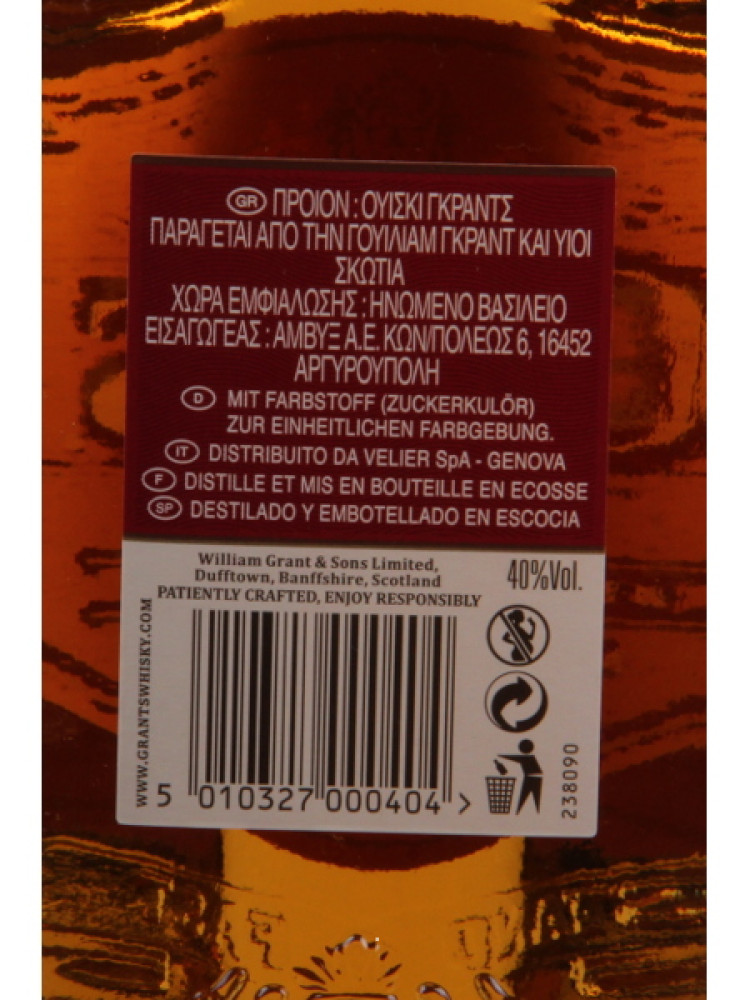 GR ΠΡΟΙΟΝ : ΟΥΙΣΚΙ ΓΚΡΑΝΤΣ
ΠΑΡΑΓΕΤΑΙ ΑΠΟ ΤΗΝ ΓΟΥΙΛΙΑΜ ΓΚΡΑΝΤ ΚΑΙ ΥΙΟΙ
ΣΚΩΤΙΑ
ΧΩΡΑ ΕΜΦΙΑΛΩΣΗΣ : ΗΝΩΜΕΝΟ ΒΑΣΙΛΕΙΟ
ΕΙΣΑΓΩΓΕΑΣ : ΑΜΒΥΞ Α.Ε. ΚΩΝ/ΠΟΛΕΩΣ 6, 16452
ΑΡΓΥΡΟΥΠΟΛΗ
D MIT FARBSTOFF (ZUCKERKULÖR)
ZUR EINHEITLICHEN FARBGEBUNG.
IT DISTRIBUITO DA VELIER SpA - GENOVA
F DISTILLE ET MIS EN BOUTEILLE EN ECOSSE
SP DESTILADO Y EMBOTELLADO EN ESCOCIA
William Grant & Sons Limited,
Dufftown, Banffshire, Scotland
PATIENTLY CRAFTED, ENJOY RESPONSIBLY
40%Vol.
WWW.GRANTSWHISKY.COM
5 010327 000404 >
238090